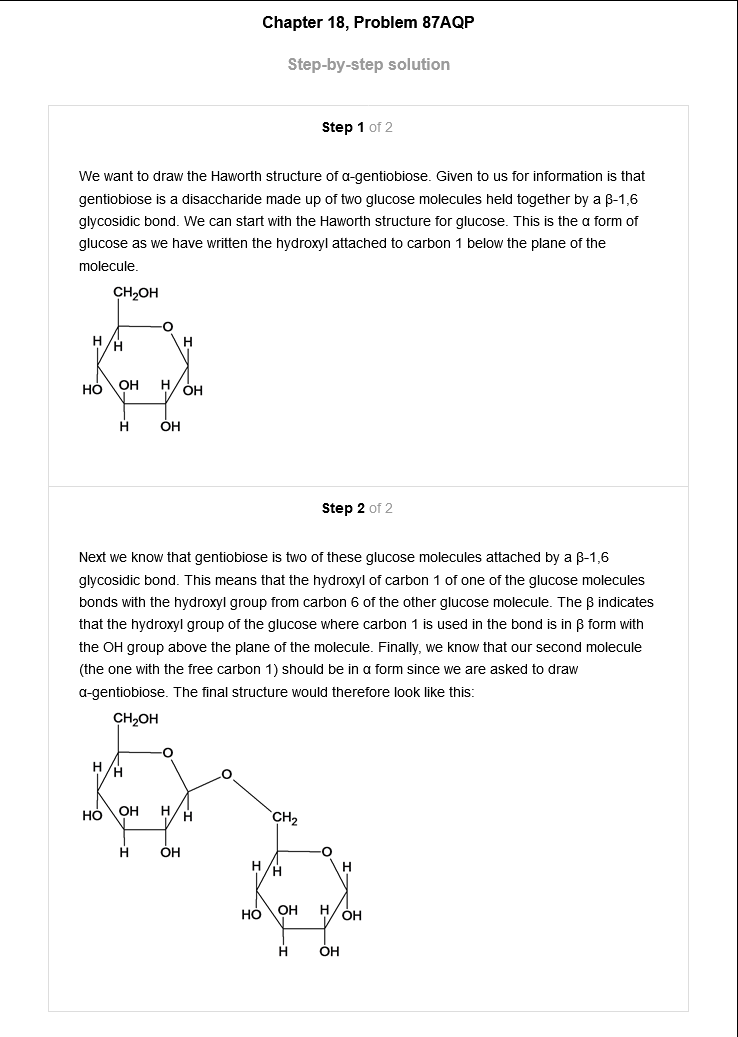 Chapter 18, Problem 87AQP
Step-by-step solution
Step 1 of 2
We want to draw the Haworth structure of α-gentiobiose. Given to us for information is that
gentiobiose is a disaccharide made up of two glucose molecules held together by a β-1,6
glycosidic bond. We can start with the Haworth structure for glucose. This is the α form of
glucose as we have written the hydroxyl attached to carbon 1 below the plane of the
molecule.
CH₂OH
O
H H H
HO OH H OH
H OH
Step 2 of 2
Next we know that gentiobiose is two of these glucose molecules attached by a β-1,6
glycosidic bond. This means that the hydroxyl of carbon 1 of one of the glucose molecules
bonds with the hydroxyl group from carbon 6 of the other glucose molecule. The β indicates
that the hydroxyl group of the glucose where carbon 1 is used in the bond is in β form with
the OH group above the plane of the molecule. Finally, we know that our second molecule
(the one with the free carbon 1) should be in α form since we are asked to draw
α-gentiobiose. The final structure would therefore look like this:
CH₂OH
O
H H O
HO OH H H CH₂
H OH O
H H H
HO OH H OH
H OH